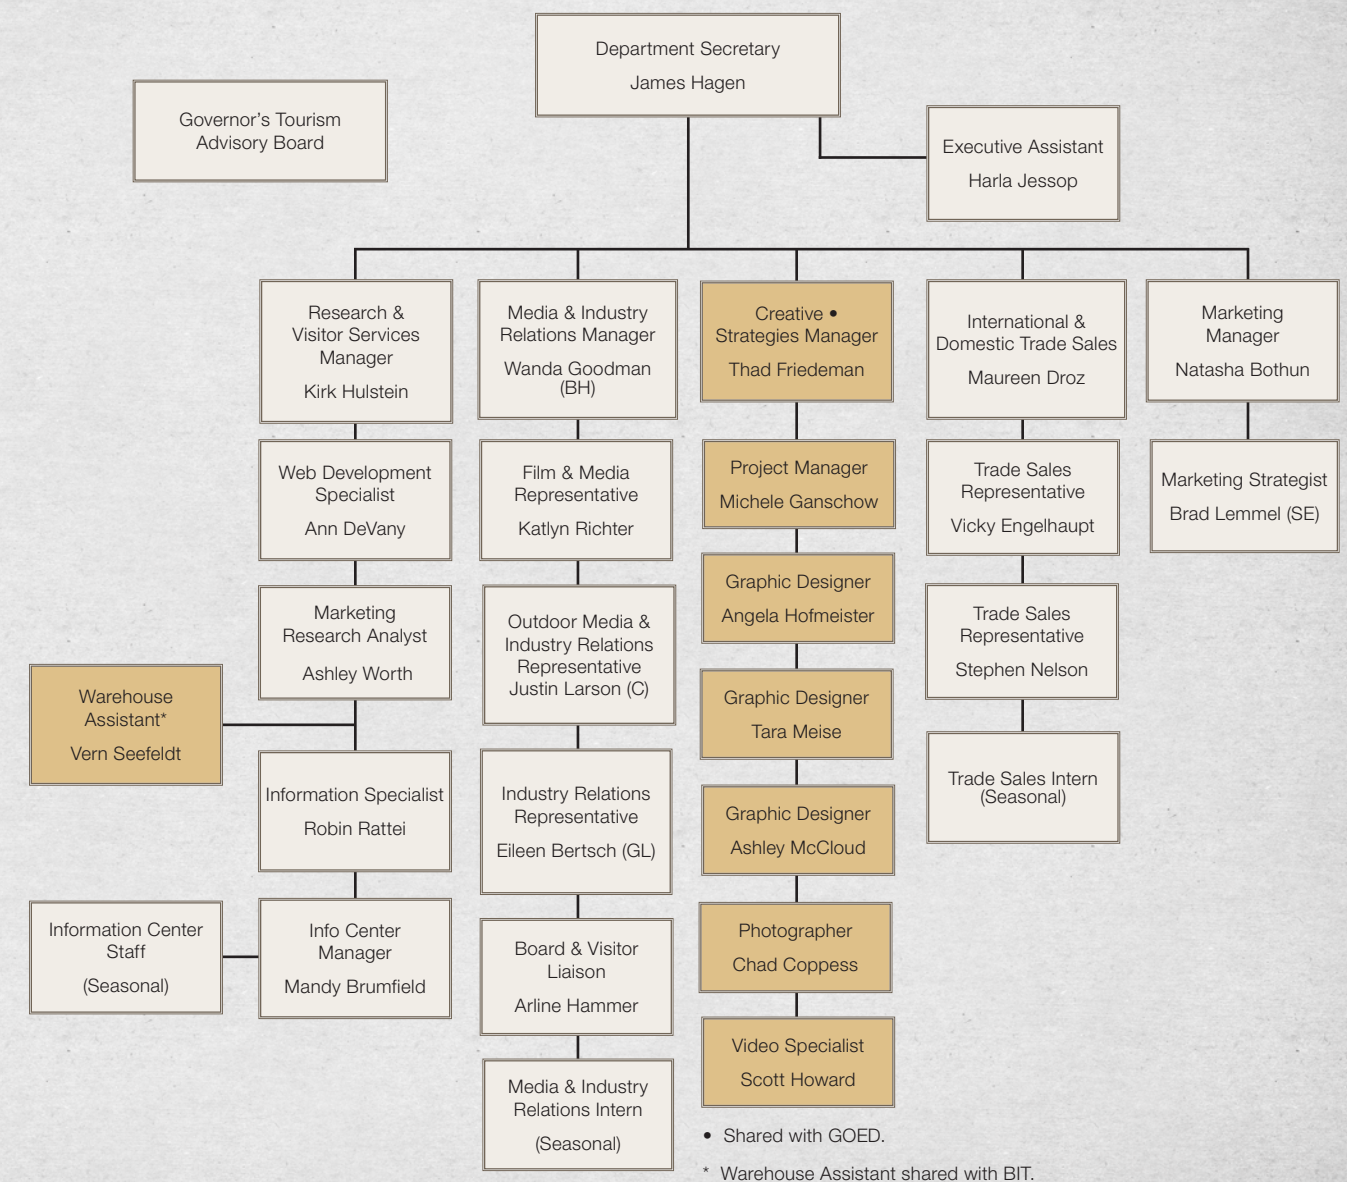 Department Secretary
James Hagen
Governor's Tourism
Advisory Board
Executive Assistant
Harla Jessop
Research &
Visitor Services
Manager
Kirk Hulstein
Web Development
Specialist
Ann DeVany
Marketing
Research Analyst
Ashley Worth
Warehouse
Assistant*
Vern Seefeldt
Information Specialist
Robin Rattei
Information Center
Staff
(Seasonal)
Info Center
Manager
Mandy Brumfield
Media & Industry
Relations Manager
Wanda Goodman
(BH)
Film & Media
Representative
Katlyn Richter
Outdoor Media &
Industry Relations
Representative
Justin Larson (C)
Industry Relations
Representative
Eileen Bertsch (GL)
Board & Visitor
Liaison
Arline Hammer
Media & Industry
Relations Intern
(Seasonal)
Creative •
Strategies Manager
Thad Friedeman
Project Manager
Michele Ganschow
Graphic Designer
Angela Hofmeister
Graphic Designer
Tara Meise
Graphic Designer
Ashley McCloud
Photographer
Chad Coppess
Video Specialist
Scott Howard
International &
Domestic Trade Sales
Maureen Droz
Trade Sales
Representative
Vicky Engelhaupt
Trade Sales
Representative
Stephen Nelson
Trade Sales Intern
(Seasonal)
Marketing
Manager
Natasha Bothun
Marketing Strategist
Brad Lemmel (SE)
• Shared with GOED.
* Warehouse Assistant shared with BIT.